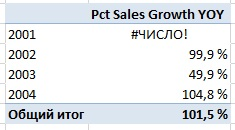 Pct Sales Growth YOY
2001 #ЧИСЛО!
2002 99,9 %
2003 49,9 %
2004 104,8 %
Общий итог 101,5 %